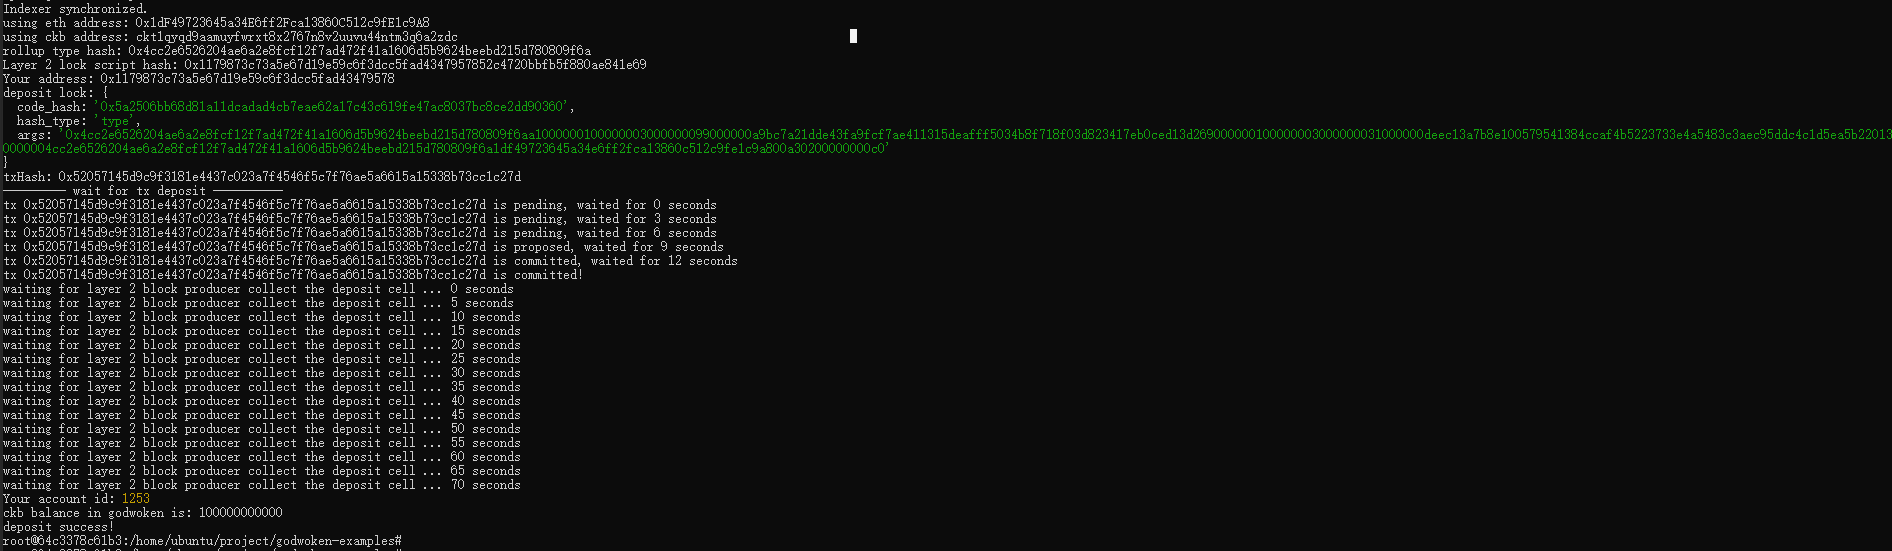 Indexer synchronized.
using eth address: 0x1dF49723645a34E6ff2Fca13860C512c9fE1c9A8
using ckb address: ckt1qyqd9aamuyfwrxt8x2767n8v2uuvu44ntm3q6a2zdc
rollup type hash: 0x4cc2e6526204ae6a2e8fcf12f7ad472f41a1606d5b9624beebd215d780809f6a
Layer 2 lock script hash: 0x1179873c73a5e67d19e59c6f3dcc5fad4347957852c4720bbfb5f880ae841e69
Your address: 0x1179873c73a5e67d19e59c6f3dcc5fad43479578
deposit lock: {
  code_hash: '0x5a2506bb68d81a11dcadad4cb7eae62a17c43c619fe47ac8037bc8ce2dd90360',
  hash_type: 'type',
  args: '0x4cc2e6526204ae6a2e8fcf12f7ad472f41a1606d5b9624beebd215d780809f6aa10000001000000030000000990000000a9bc7a21dde43fa9fcf7ae411315deafff5034b8f718f03d823417eb0ced13d2690000000100000003000000031000000deec13a7b8e100579541384ccaf4b5223733e4a5483c3aec95ddc4c1d5ea5b22013
0000004cc2e6526204ae6a2e8fcf12f7ad472f41a1606d5b9624beebd215d780809f6a1df49723645a34e6ff2fca13860c512c9fe1c9a800a30200000000c0'
}
txHash: 0x52057145d9c9f3181e4437c023a7f4546f5c7f76ae5a6615a15338b73cc1c27d
───────── wait for tx deposit ──────────
tx 0x52057145d9c9f3181e4437c023a7f4546f5c7f76ae5a6615a15338b73cc1c27d is pending, waited for 0 seconds
tx 0x52057145d9c9f3181e4437c023a7f4546f5c7f76ae5a6615a15338b73cc1c27d is pending, waited for 3 seconds
tx 0x52057145d9c9f3181e4437c023a7f4546f5c7f76ae5a6615a15338b73cc1c27d is pending, waited for 6 seconds
tx 0x52057145d9c9f3181e4437c023a7f4546f5c7f76ae5a6615a15338b73cc1c27d is proposed, waited for 9 seconds
tx 0x52057145d9c9f3181e4437c023a7f4546f5c7f76ae5a6615a15338b73cc1c27d is committed, waited for 12 seconds
tx 0x52057145d9c9f3181e4437c023a7f4546f5c7f76ae5a6615a15338b73cc1c27d is committed!
waiting for layer 2 block producer collect the deposit cell ... 0 seconds
waiting for layer 2 block producer collect the deposit cell ... 5 seconds
waiting for layer 2 block producer collect the deposit cell ... 10 seconds
waiting for layer 2 block producer collect the deposit cell ... 15 seconds
waiting for layer 2 block producer collect the deposit cell ... 20 seconds
waiting for layer 2 block producer collect the deposit cell ... 25 seconds
waiting for layer 2 block producer collect the deposit cell ... 30 seconds
waiting for layer 2 block producer collect the deposit cell ... 35 seconds
waiting for layer 2 block producer collect the deposit cell ... 40 seconds
waiting for layer 2 block producer collect the deposit cell ... 45 seconds
waiting for layer 2 block producer collect the deposit cell ... 50 seconds
waiting for layer 2 block producer collect the deposit cell ... 55 seconds
waiting for layer 2 block producer collect the deposit cell ... 60 seconds
waiting for layer 2 block producer collect the deposit cell ... 65 seconds
waiting for layer 2 block producer collect the deposit cell ... 70 seconds
Your account id: 1253
ckb balance in godwoken is: 100000000000
deposit success!
root@64c3378c61b3:/home/ubuntu/project/godwoken-examples#